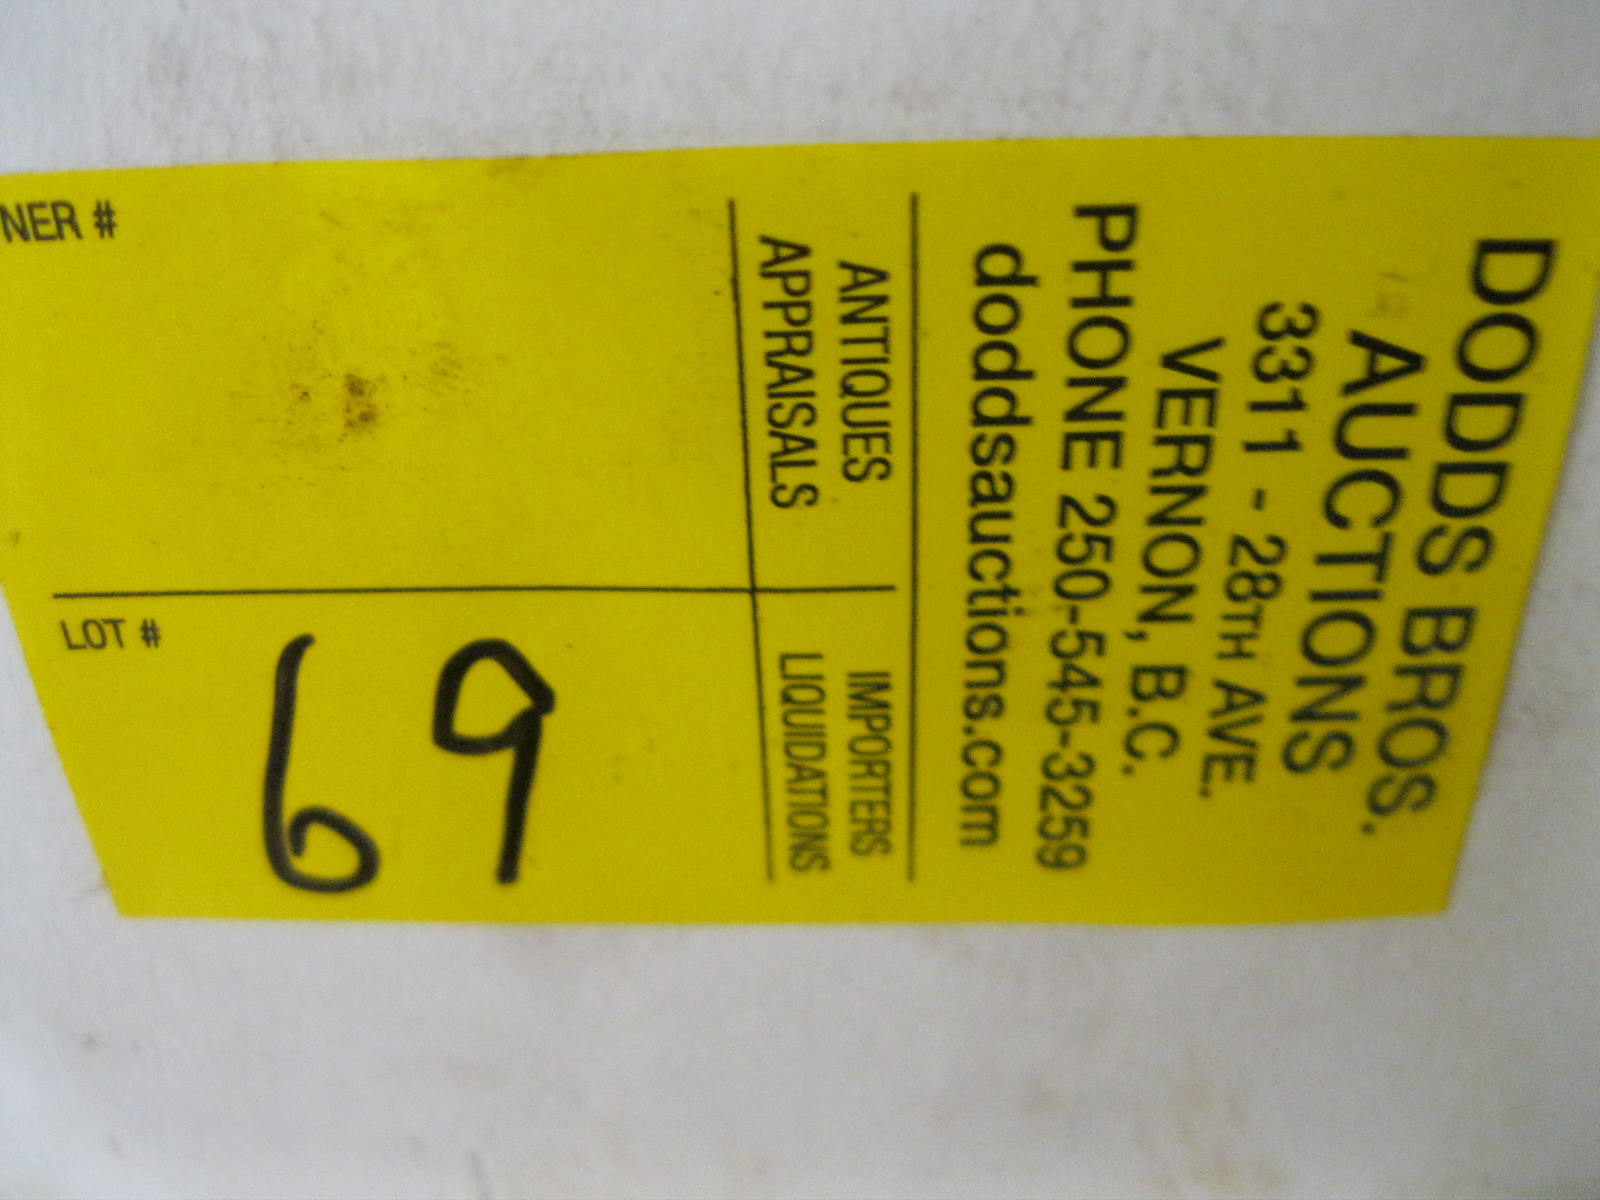 DODDS BROS.
AUCTIONS
3311 - 28TH AVE.
VERNON, B.C.
PHONE 250-545-3259
doddsauctions.com
ANTIQUES IMPORTERS
APPRAISALS LIQUIDATIONS
NER #
LOT #
69